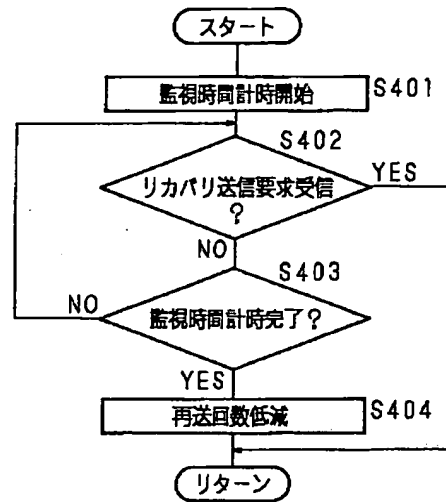 スタート
監視時間計時開始 S401
S402
リカバリ送信要求受信 YES
?
NO
S403
NO 監視時間計時完了?
YES
再送回数低減 S404
リターン